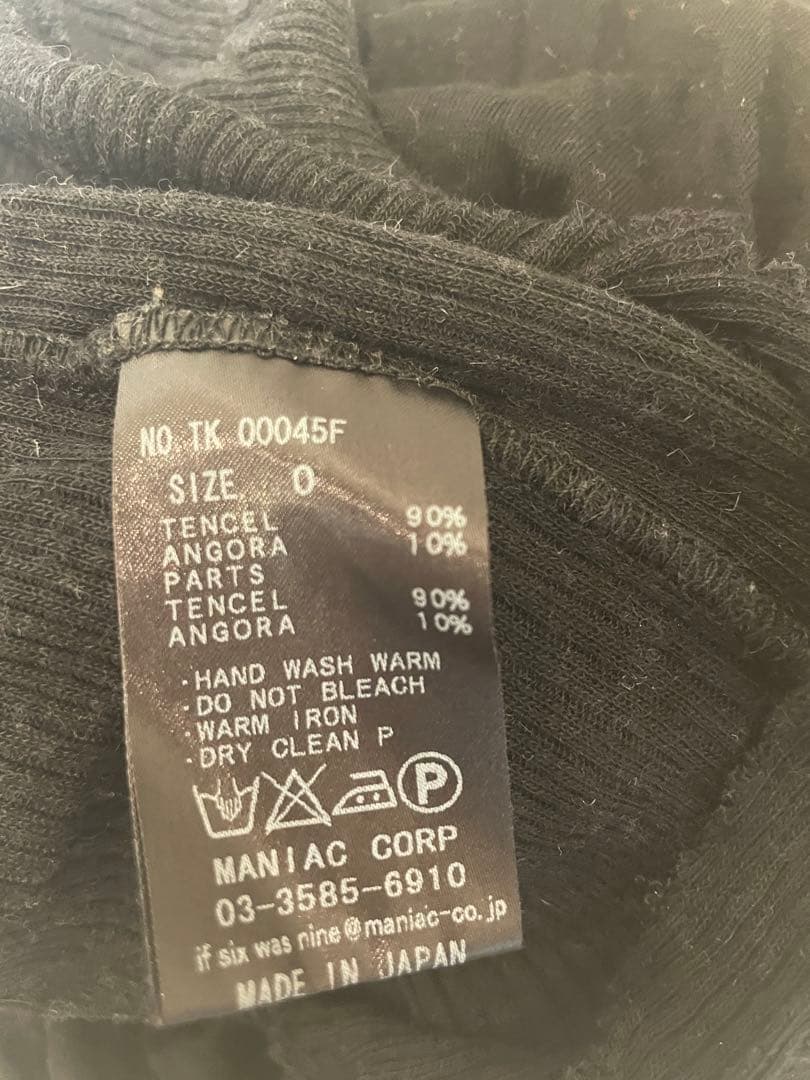 NO TK 00045F
SIZE 0
TENCEL 90%
ANGORA 10%
PARTS
TENCEL 90%
ANGORA 10%
·HAND WASH WARM
·DO NOT BLEACH
·WARM IRON
·DRY CLEAN P
P
MANIAC CORP
03-3585-6910
if six was nine@maniac-co.jp
MADE IN JAPAN